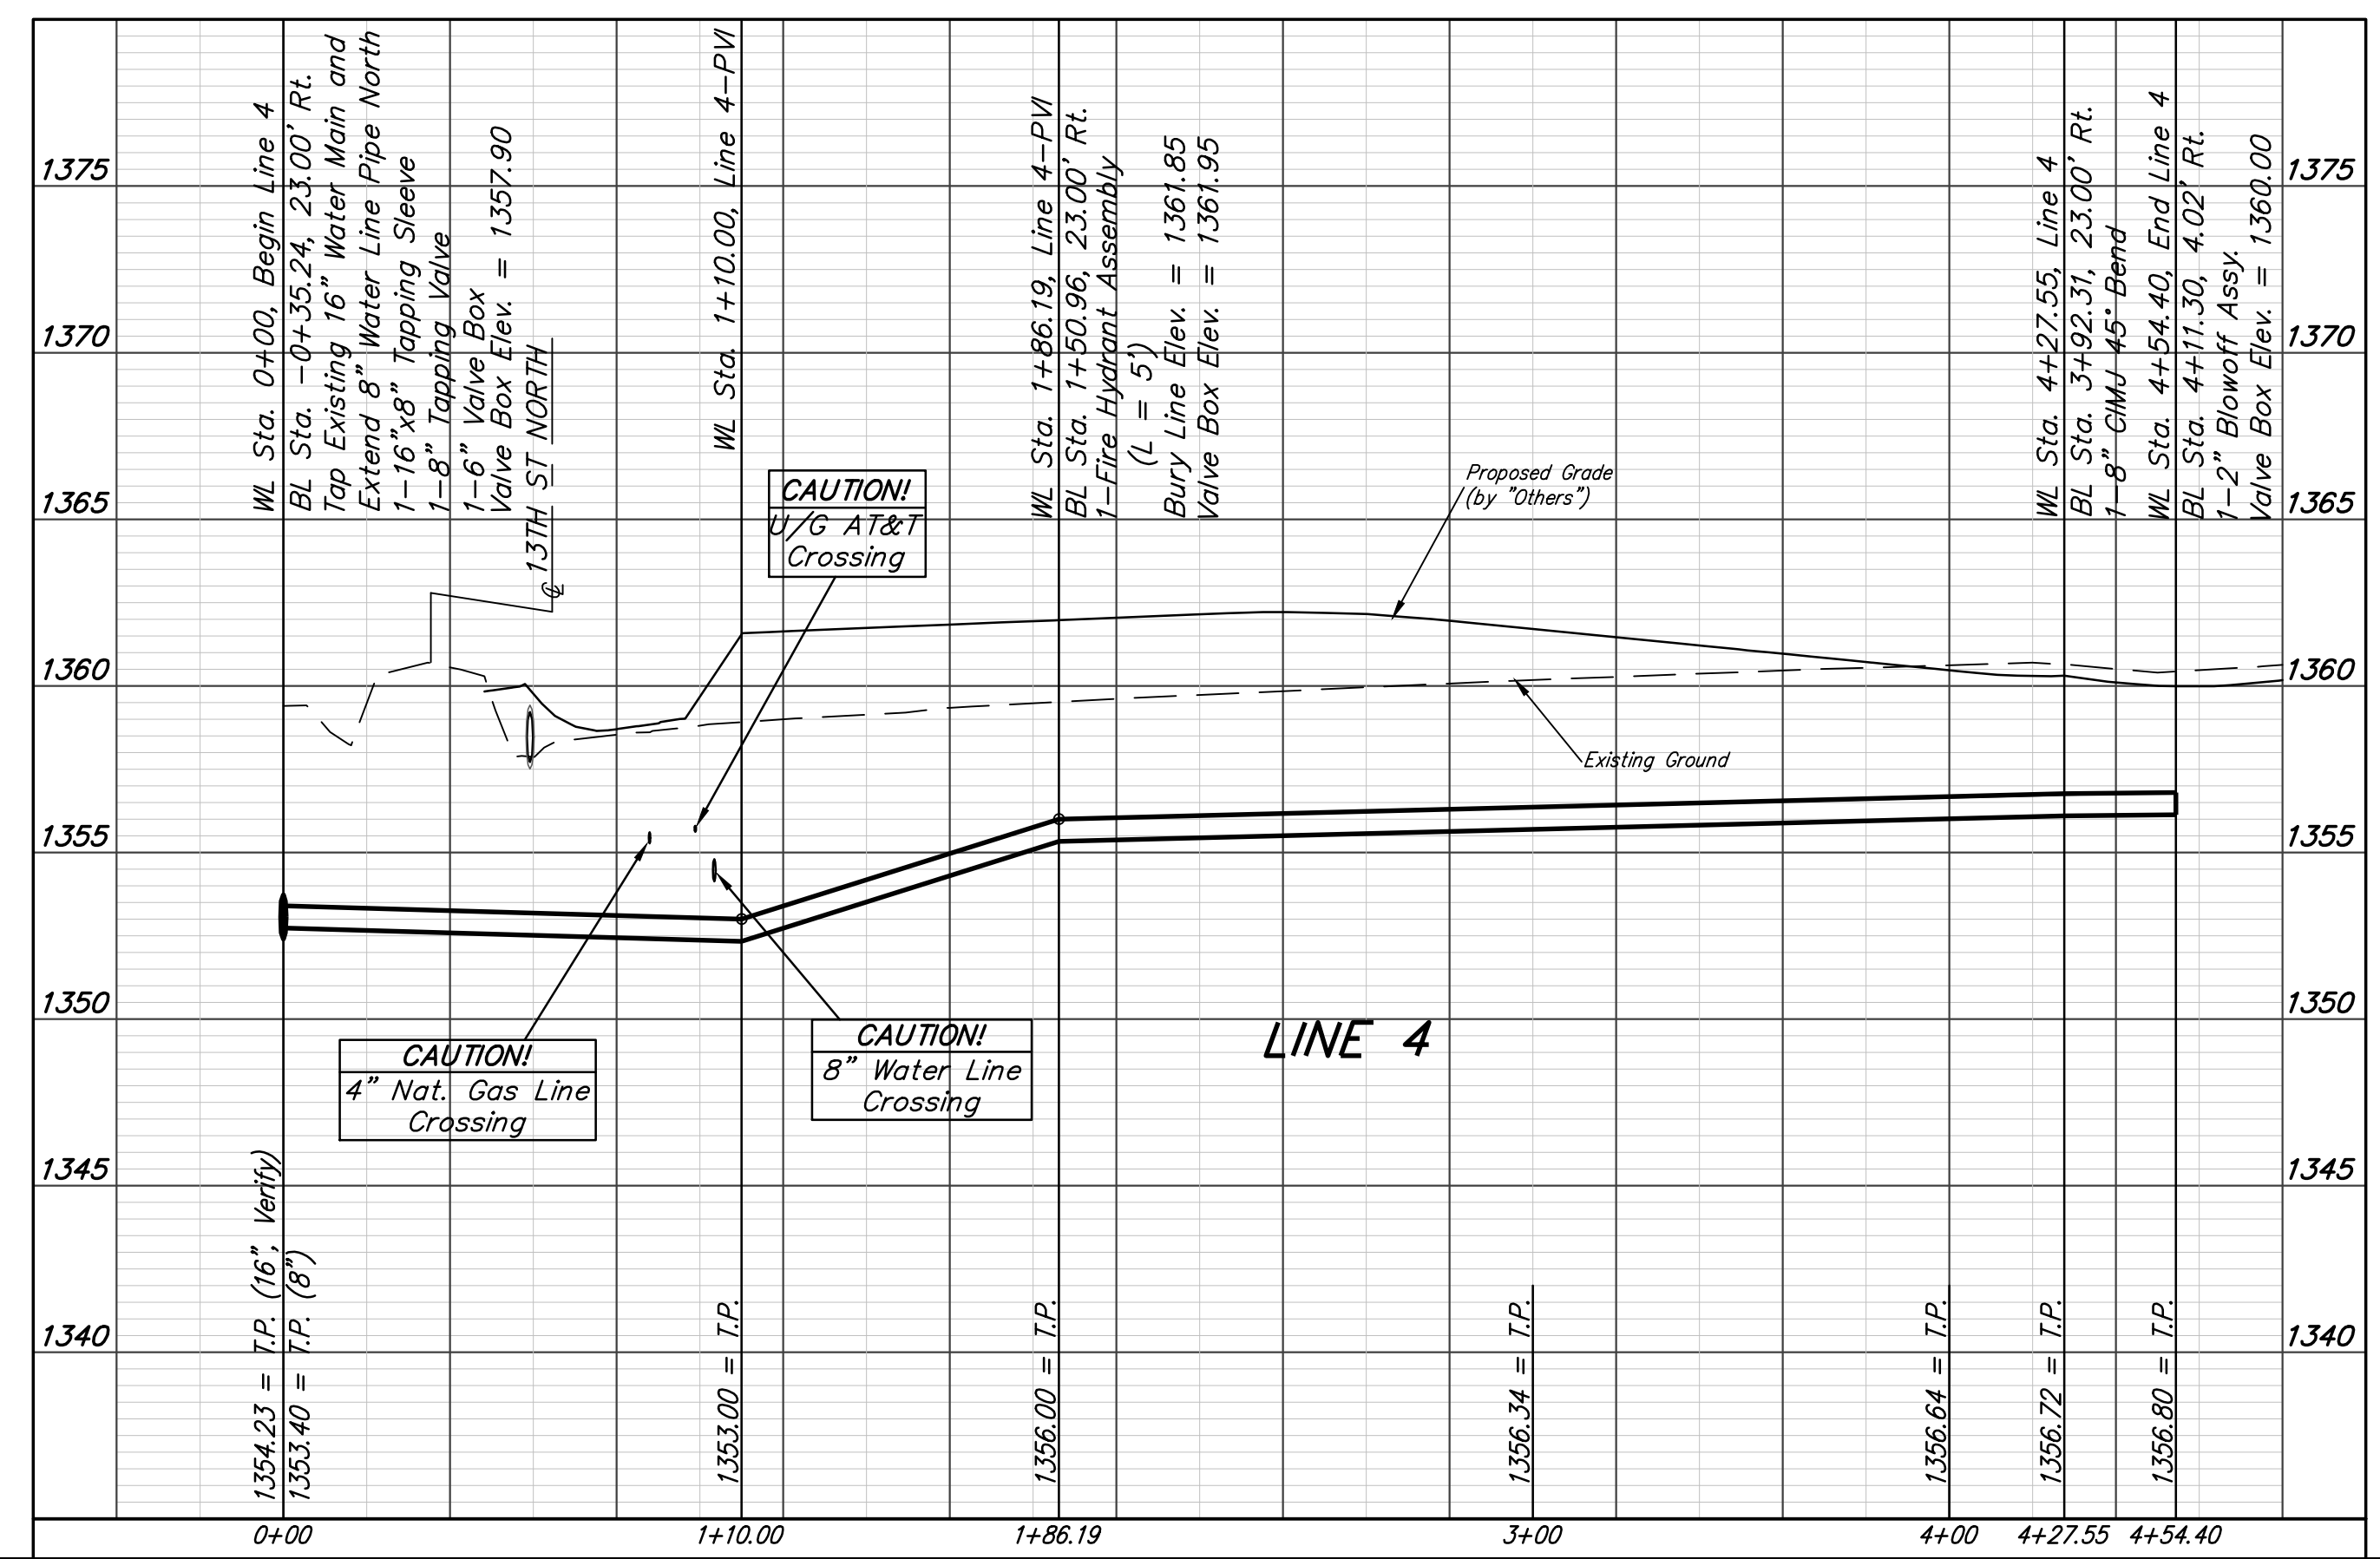 WL Sta. 0+00, Begin Line 4
BL Sta. -0+35.24, 23.00' Rt.
Tap Existing 16" Water Main and
Extend 8" Water Line Pipe North
1-16"x8" Tapping Sleeve
1-8" Tapping Valve
1-6" Valve Box
Valve Box Elev. = 1357.90
13TH ST NORTH
℄
WL Sta. 1+10.00, Line 4-PVI
WL Sta. 1+86.19, Line 4-PVI
BL Sta. 1+50.96, 23.00' Rt.
1-Fire Hydrant Assembly
(L = 5')
Bury Line Elev. = 1361.85
Valve Box Elev. = 1361.95
WL Sta. 4+27.55, Line 4
BL Sta. 3+92.31, 23.00' Rt.
1-8" CIMJ 45° Bend
WL Sta. 4+54.40, End Line 4
BL Sta. 4+11.30, 4.02' Rt.
1-2" Blowoff Assy.
Valve Box Elev. = 1360.00
1375
1375
1370
1370
1365
1365
1360
1360
1355
1355
1350
1350
1345
1345
1340
1340
CAUTION!
U/G AT&T
Crossing
Proposed Grade
(by "Others")
Existing Ground
CAUTION!
4" Nat. Gas Line
Crossing
CAUTION!
8" Water Line
Crossing
LINE 4
1354.23 = T.P. (16", Verify)
1353.40 = T.P. (8")
1353.00 = T.P.
1356.00 = T.P.
1356.34 = T.P.
1356.64 = T.P.
1356.72 = T.P.
1356.80 = T.P.
0+00
1+10.00
1+86.19
3+00
4+00
4+27.55
4+54.40